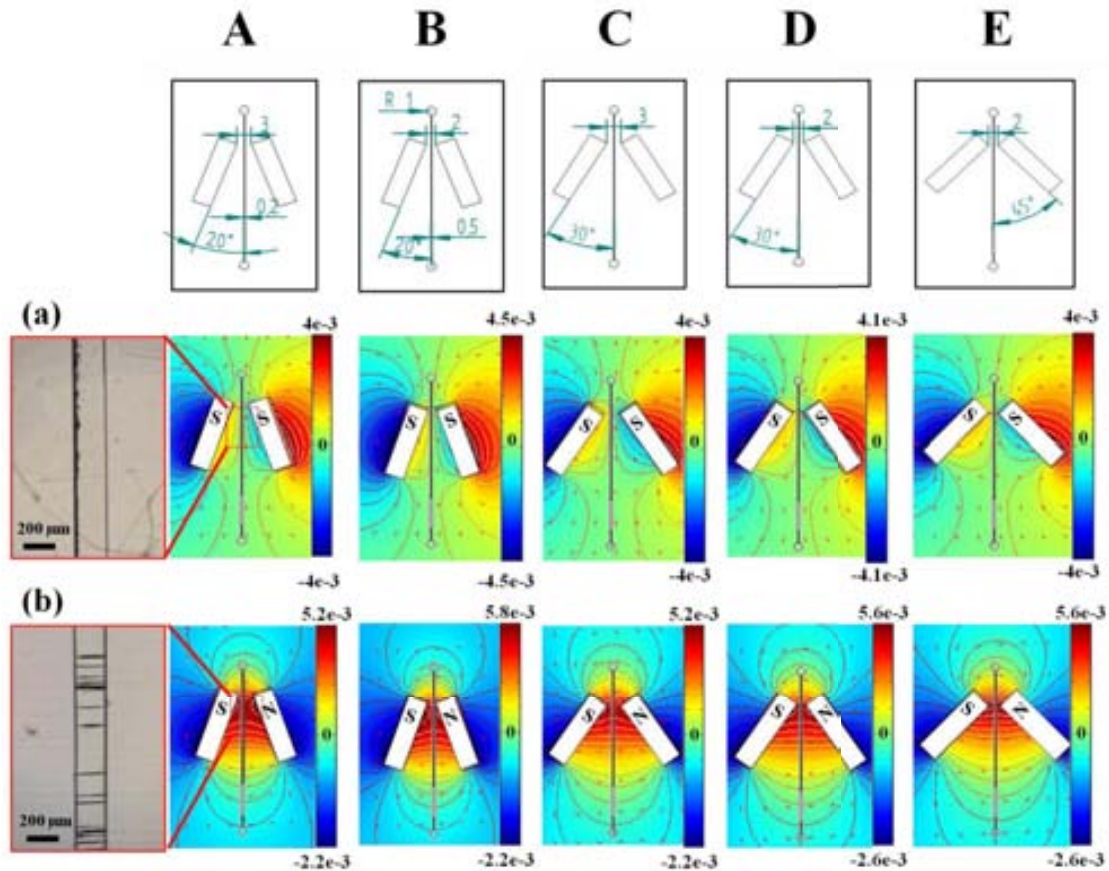 A B C D E
R 1
3 2 3 2 2
0.2
0.5
45°
20° 20° 30° 30°
(a)
4e-3 4.5e-3 4e-3 4.1e-3 4e-3
S S S S S S S S S S
0 0 0 0 0
200 μm
-4e-3 -4.5e-3 -4e-3 -4.1e-3 -4e-3
(b)
5.2e-3 5.8e-3 5.2e-3 5.6e-3 5.6e-3
S N S N S N S N S N
0 0 0 0 0
200 μm
-2.2e-3 -2.2e-3 -2.2e-3 -2.6e-3 -2.6e-3